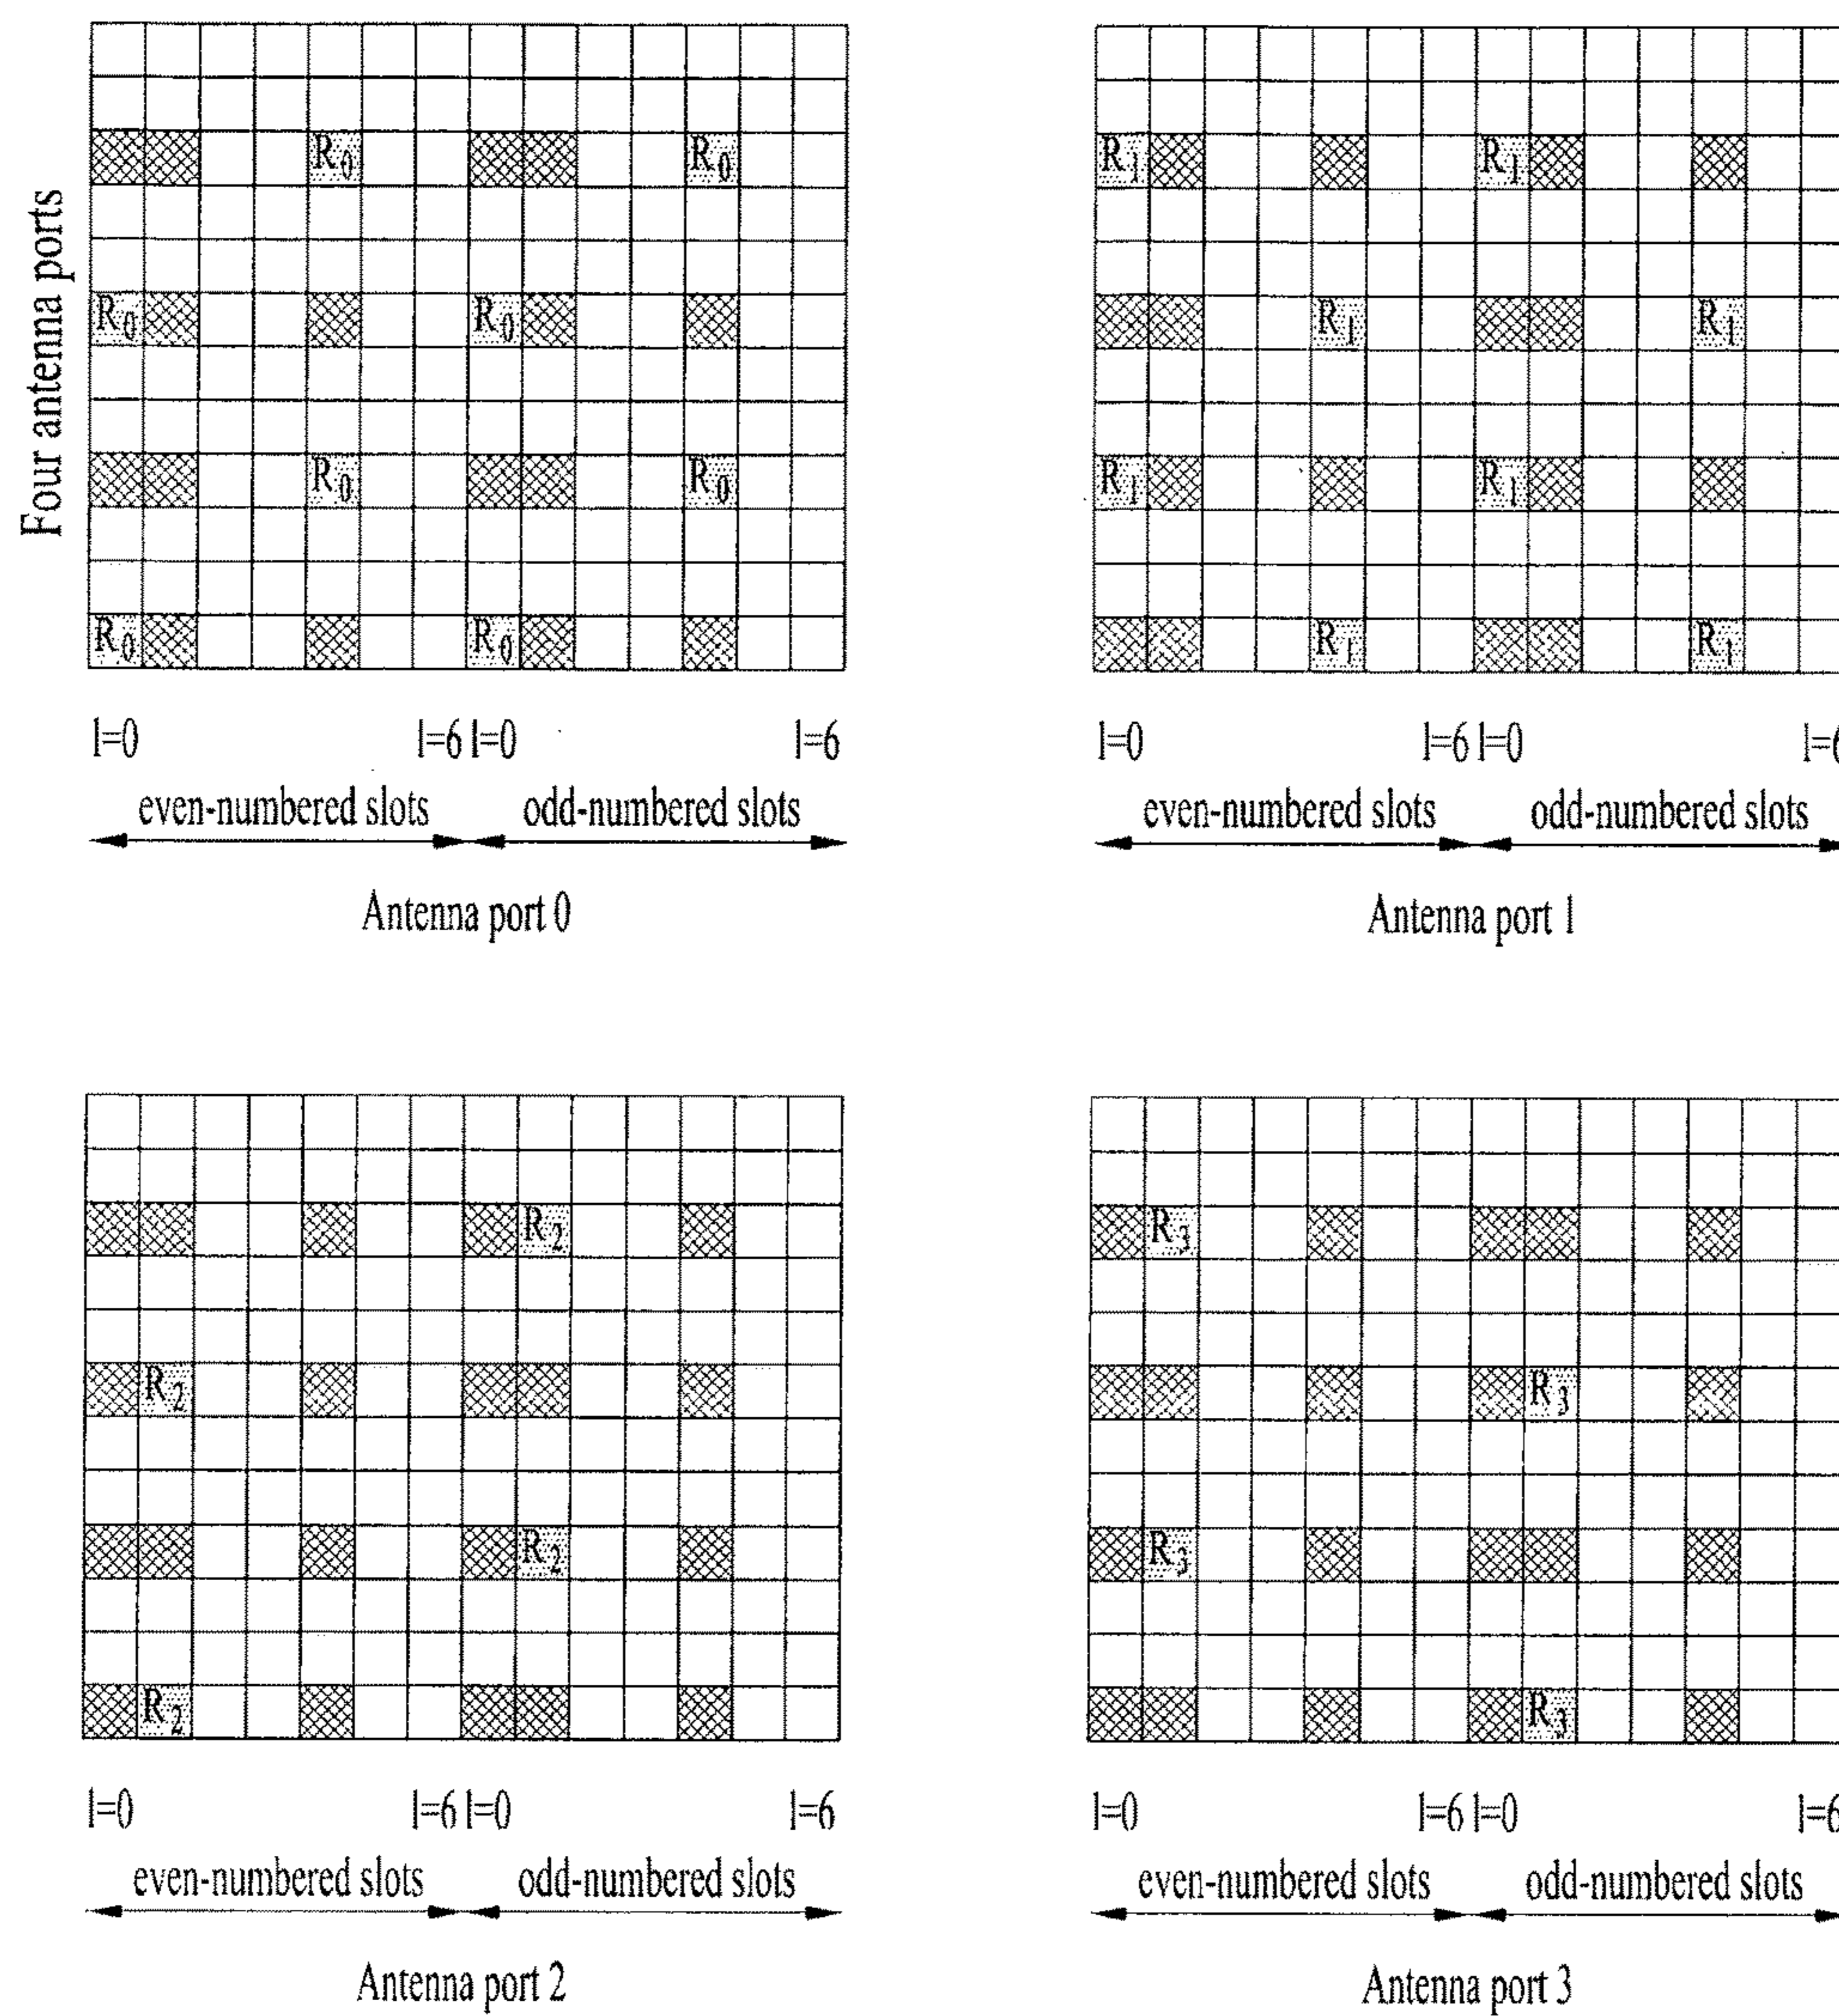 Four antenna ports
R0 R0
R0 R0
R0 R0
R0 R0
l=0 l=6 l=0 l=6
even-numbered slots odd-numbered slots
Antenna port 0
R1 R1
R1 R1
R1 R1
R1 R1
l=0 l=6 l=0 l=6
even-numbered slots odd-numbered slots
Antenna port 1
R2
R2
R2
R2
l=0 l=6 l=0 l=6
even-numbered slots odd-numbered slots
Antenna port 2
R3
R3
R3
R3
l=0 l=6 l=0 l=6
even-numbered slots odd-numbered slots
Antenna port 3